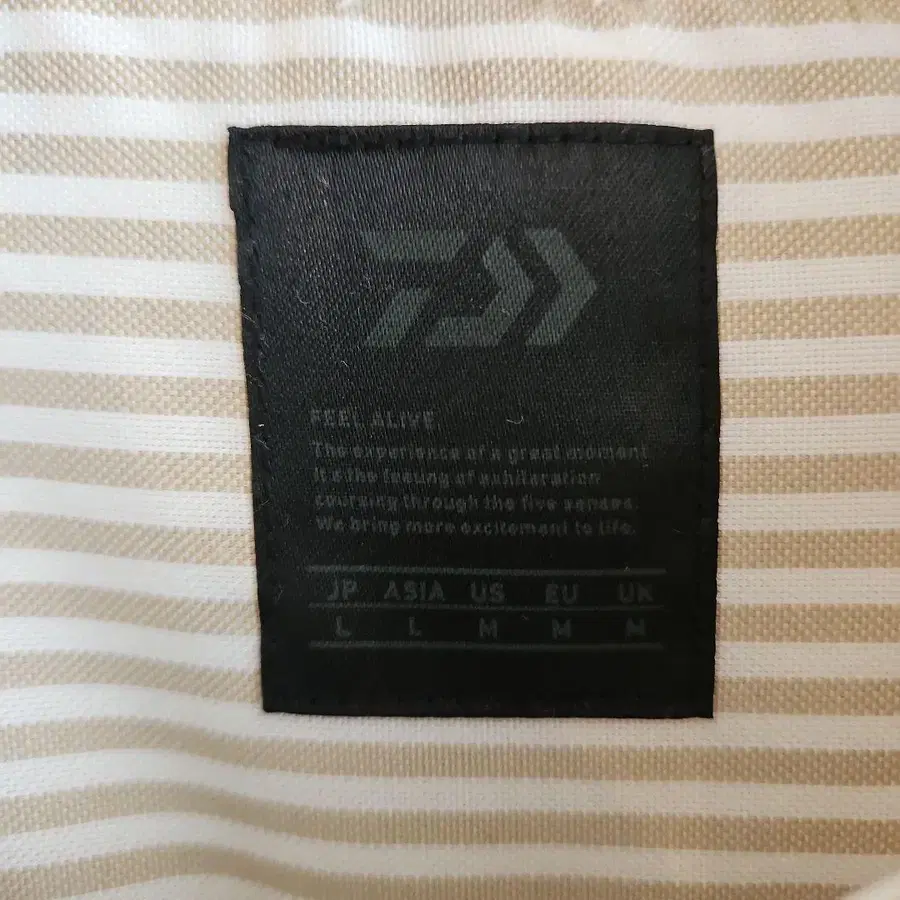 FEEL ALIVE
The experience of a great moment
is the feeling of exhilaration
coursing through the five senses.
We bring more excitement to life.
JP ASIA US EU UK
L L M M M